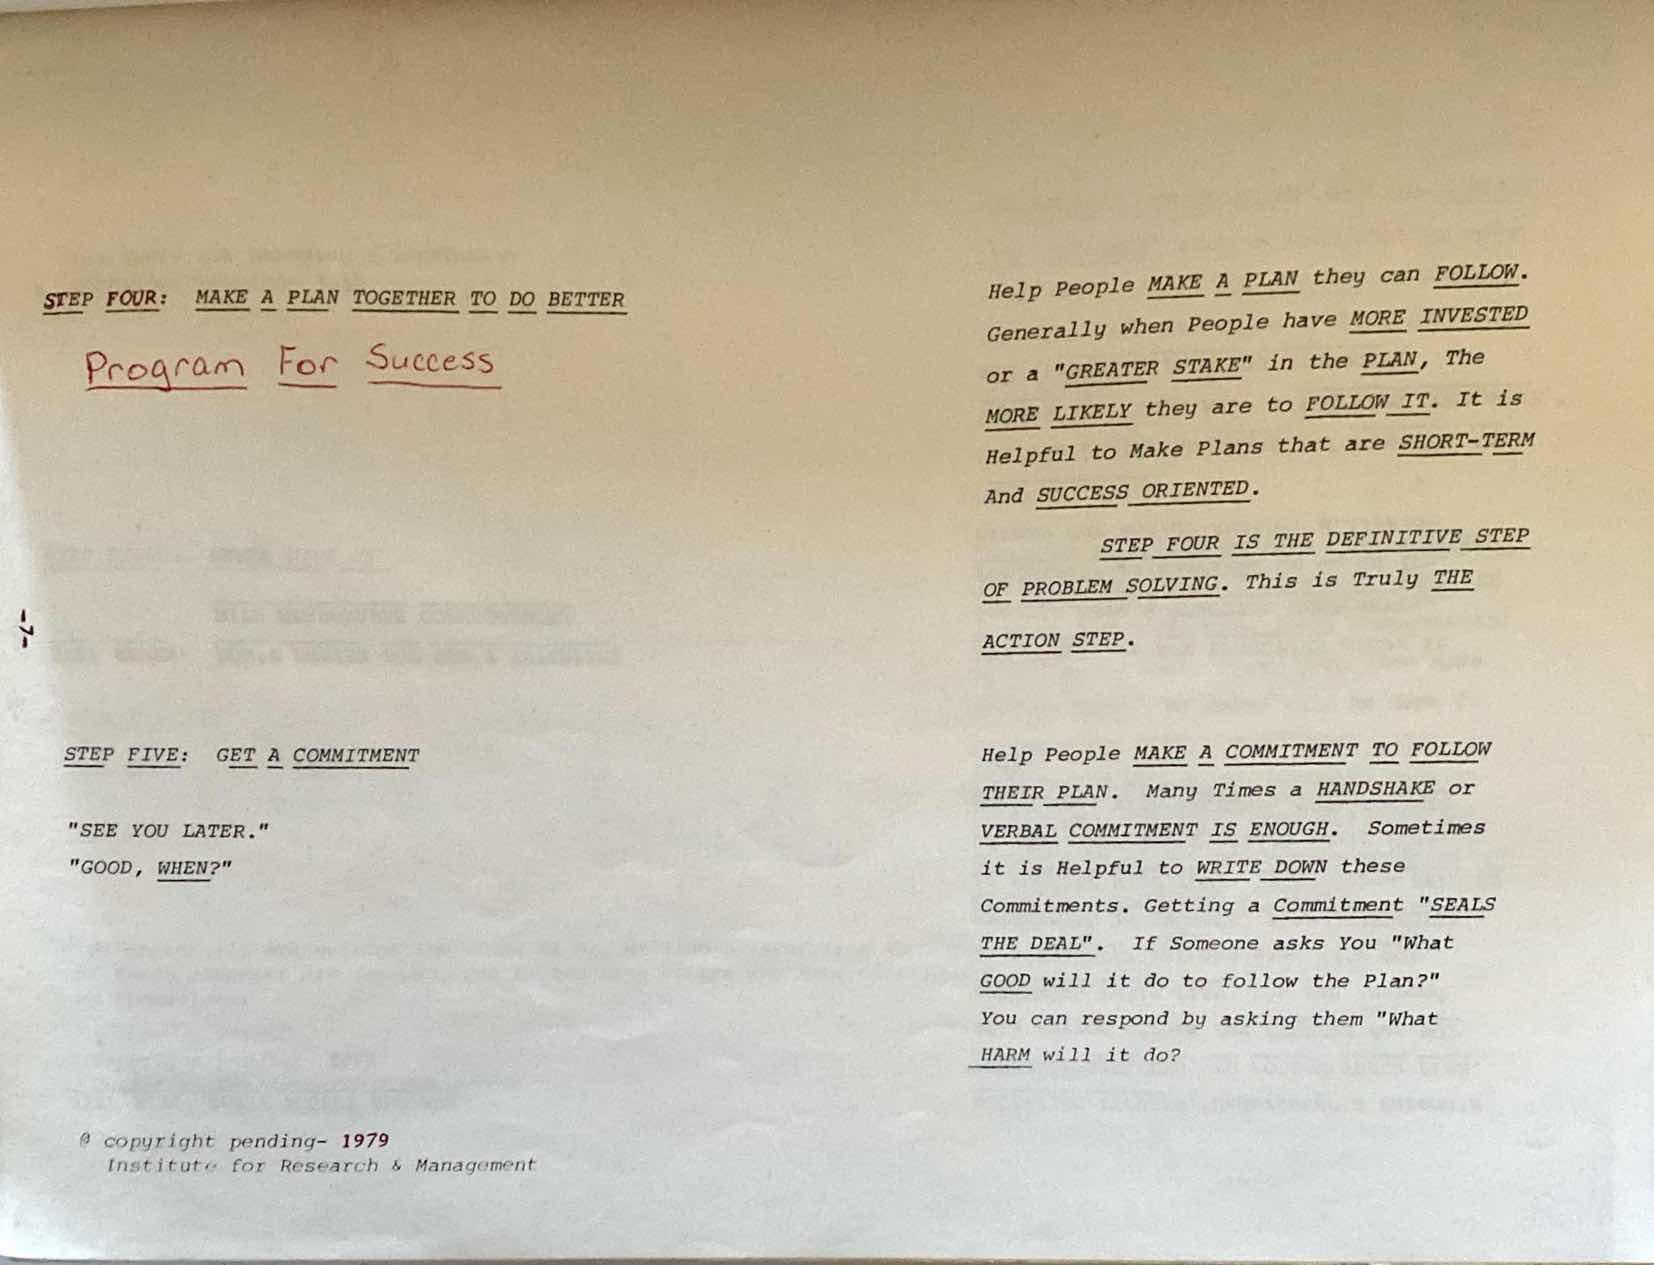 STEP FOUR: MAKE A PLAN TOGETHER TO DO BETTER
Program For Success
Help People MAKE A PLAN they can FOLLOW.
Generally when People have MORE INVESTED
or a "GREATER STAKE" in the PLAN, The
MORE LIKELY they are to FOLLOW IT. It is
Helpful to Make Plans that are SHORT-TERM
And SUCCESS ORIENTED.
STEP FOUR IS THE DEFINITIVE STEP
OF PROBLEM SOLVING. This is Truly THE
ACTION STEP.
-7-
STEP FIVE: GET A COMMITMENT
"SEE YOU LATER."
"GOOD, WHEN?"
Help People MAKE A COMMITMENT TO FOLLOW
THEIR PLAN. Many Times a HANDSHAKE or
VERBAL COMMITMENT IS ENOUGH. Sometimes
it is Helpful to WRITE DOWN these
Commitments. Getting a Commitment "SEALS
THE DEAL". If Someone asks You "What
GOOD will it do to follow the Plan?"
You can respond by asking them "What
HARM will it do?
@ copyright pending- 1979
Institute for Research & Management